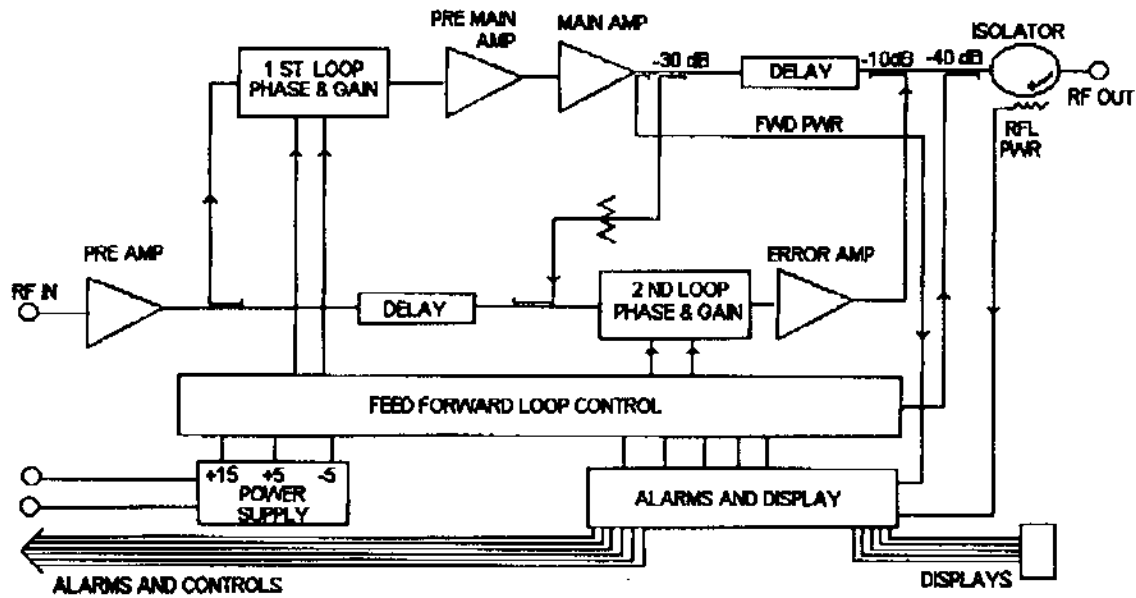 PRE MAIN
AMP
MAIN AMP
ISOLATOR
1 ST LOOP
PHASE & GAIN
-30 dB
DELAY
-10dB
-40 dB
RF OUT
FWD PWR
RFL
PWR
PRE AMP
ERROR AMP
RF IN
DELAY
2 ND LOOP
PHASE & GAIN
FEED FORWARD LOOP CONTROL
+15 +5 -5
POWER
SUPPLY
ALARMS AND DISPLAY
ALARMS AND CONTROLS
DISPLAYS